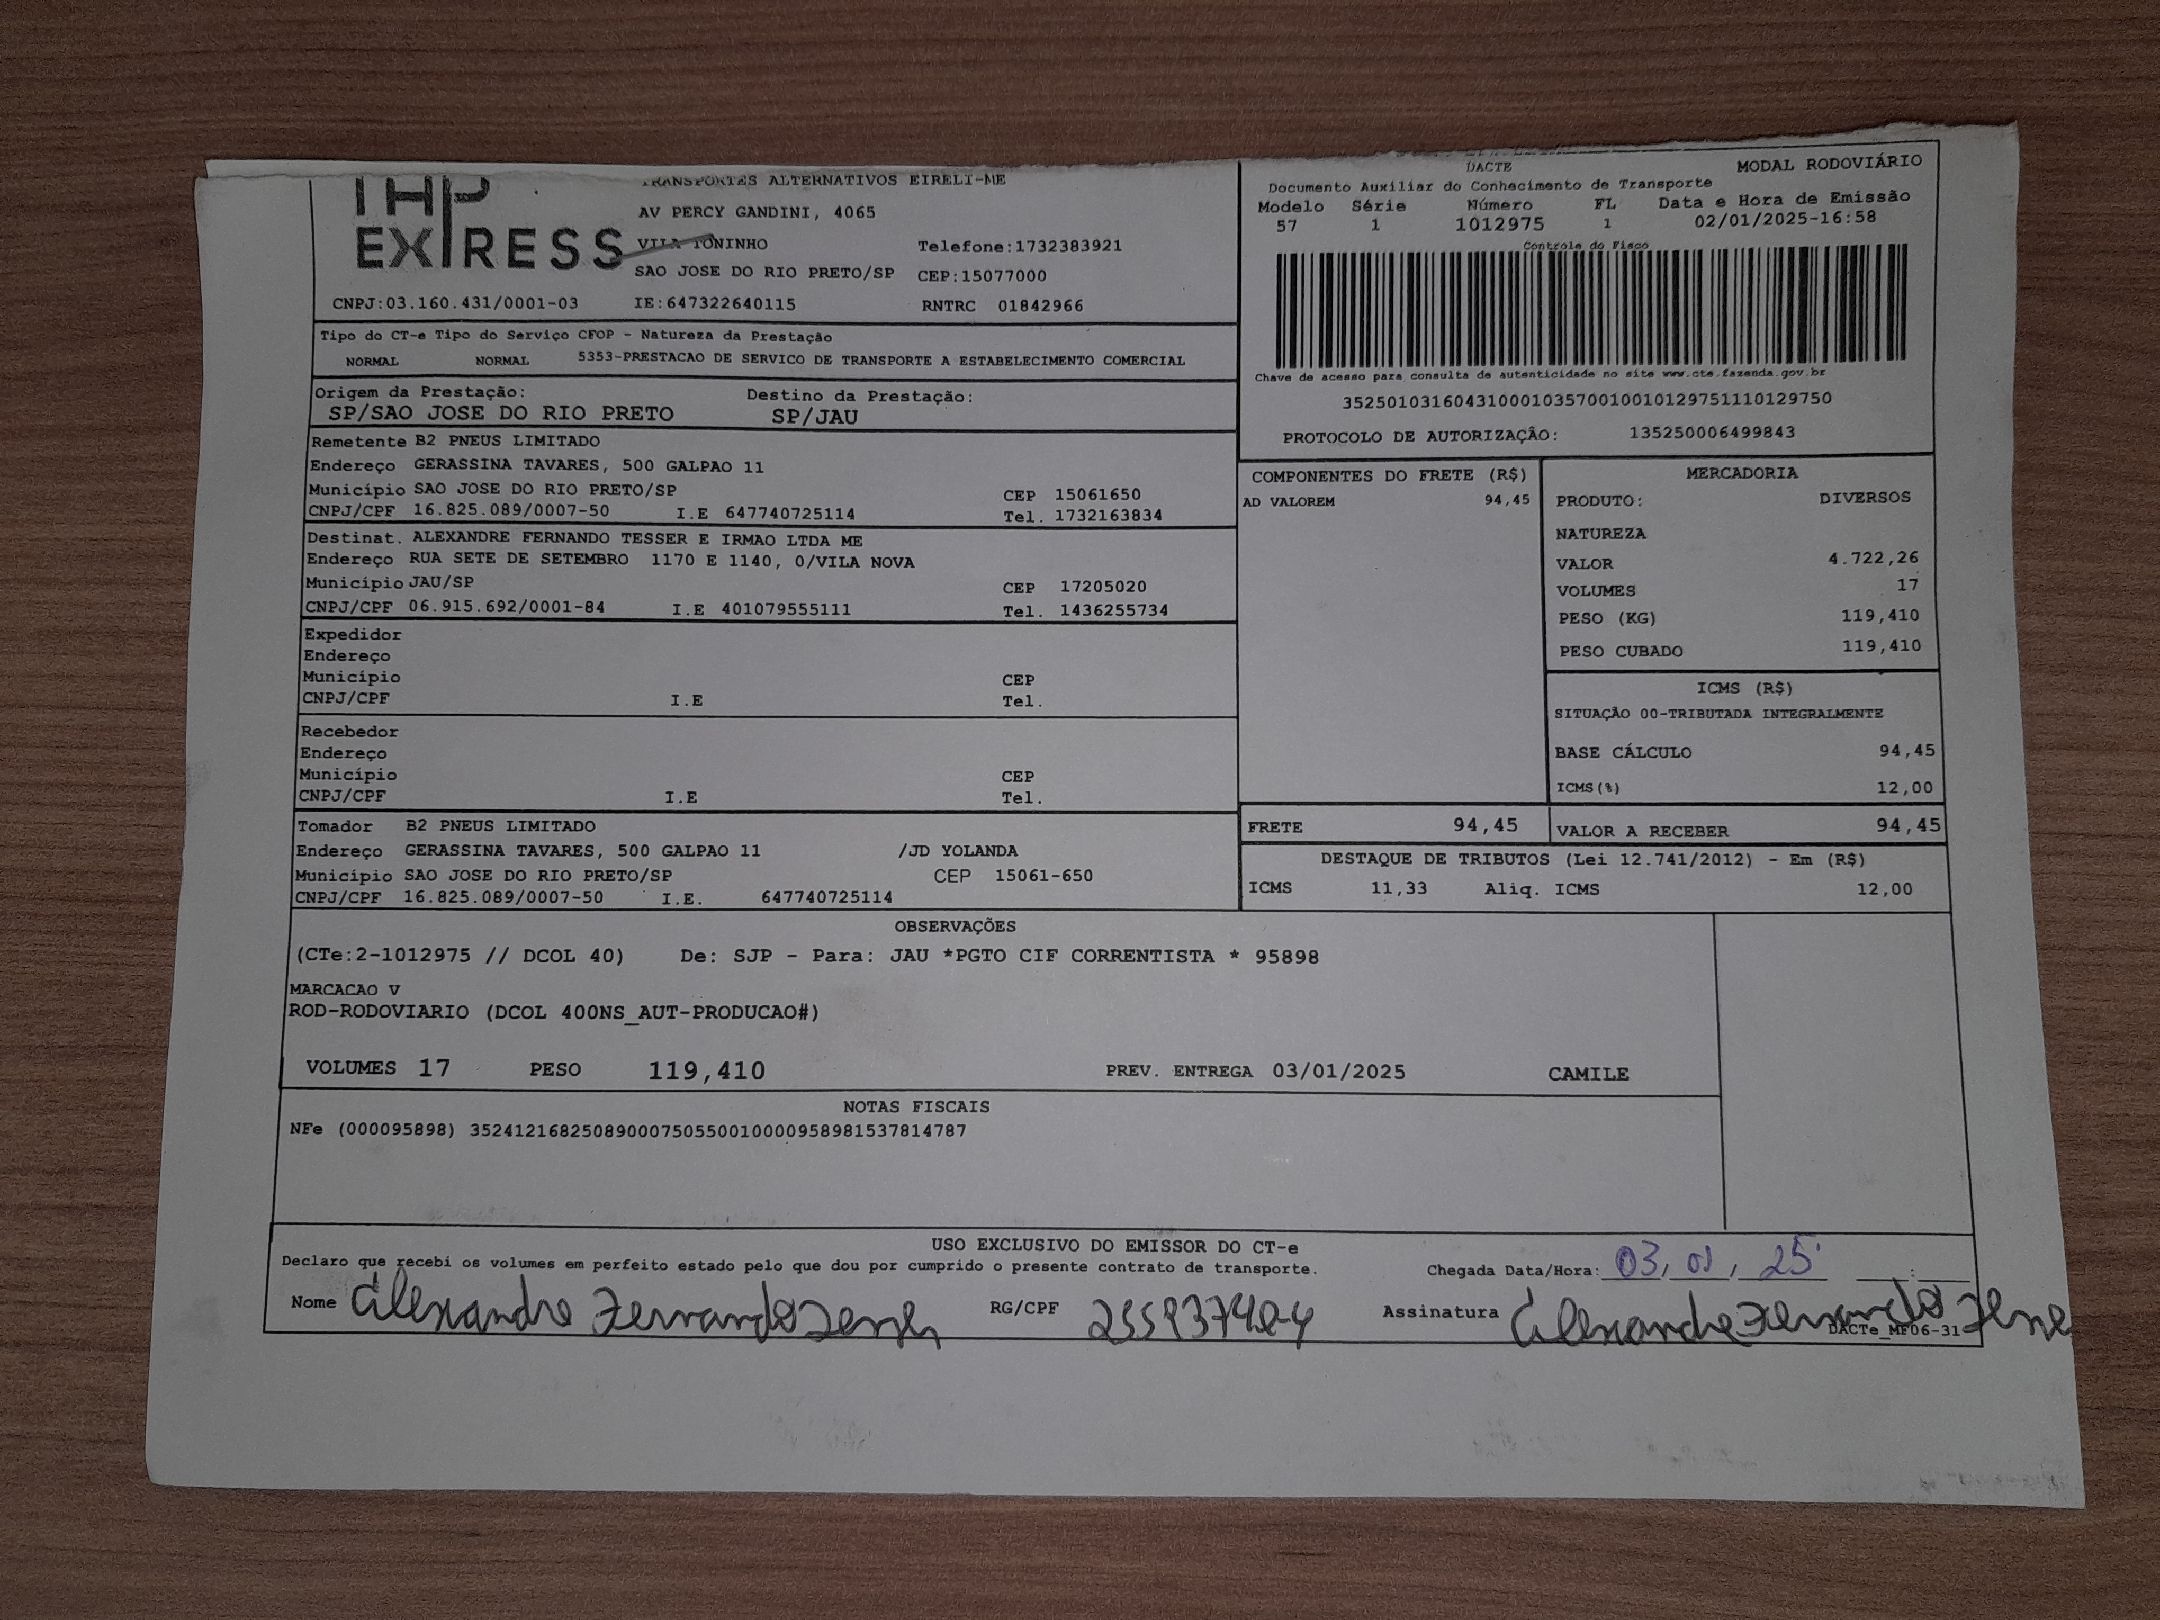 THP
EXPRESS
TRANSPORTES ALTERNATIVOS EIRELI-ME
AV PERCY GANDINI, 4065
VILA TONINHO Telefone:1732383921
SAO JOSE DO RIO PRETO/SP CEP:15077000
CNPJ:03.160.431/0001-03 IE:647322640115 RNTRC 01842966
DACTE MODAL RODOVIÁRIO
Documento Auxiliar do Conhecimento de Transporte
Modelo Série Número FL Data e Hora de Emissão
57 1 1012975 1 02/01/2025-16:58
Controle do Fisco
Chave de acesso para consulta de autenticidade no site www.cte.fazenda.gov.br
35250103160431000103570010010129751110129750
PROTOCOLO DE AUTORIZAÇÃO: 135250006499843
Tipo do CT-e Tipo do Serviço CFOP - Natureza da Prestação
NORMAL NORMAL 5353-PRESTACAO DE SERVICO DE TRANSPORTE A ESTABELECIMENTO COMERCIAL
Origem da Prestação: Destino da Prestação:
SP/SAO JOSE DO RIO PRETO SP/JAU
Remetente B2 PNEUS LIMITADO
Endereço GERASSINA TAVARES, 500 GALPAO 11
Município SAO JOSE DO RIO PRETO/SP CEP 15061650
CNPJ/CPF 16.825.089/0007-50 I.E 647740725114 Tel. 1732163834
Destinat. ALEXANDRE FERNANDO TESSER E IRMAO LTDA ME
Endereço RUA SETE DE SETEMBRO 1170 E 1140, 0/VILA NOVA
Município JAU/SP CEP 17205020
CNPJ/CPF 06.915.692/0001-84 I.E 401079555111 Tel. 1436255734
Expedidor
Endereço
Município CEP
CNPJ/CPF I.E Tel.
Recebedor
Endereço
Município CEP
CNPJ/CPF I.E Tel.
Tomador B2 PNEUS LIMITADO
Endereço GERASSINA TAVARES, 500 GALPAO 11 /JD YOLANDA
Município SAO JOSE DO RIO PRETO/SP CEP 15061-650
CNPJ/CPF 16.825.089/0007-50 I.E. 647740725114
COMPONENTES DO FRETE (R$)
AD VALOREM 94,45
MERCADORIA
PRODUTO: DIVERSOS
NATUREZA
VALOR 4.722,26
VOLUMES 17
PESO (KG) 119,410
PESO CUBADO 119,410
ICMS (R$)
SITUAÇÃO 00-TRIBUTADA INTEGRALMENTE
BASE CÁLCULO 94,45
ICMS(%) 12,00
FRETE 94,45 VALOR A RECEBER 94,45
DESTAQUE DE TRIBUTOS (Lei 12.741/2012) - Em (R$)
ICMS 11,33 Aliq. ICMS 12,00
OBSERVAÇÕES
(CTe:2-1012975 // DCOL 40) De: SJP - Para: JAU *PGTO CIF CORRENTISTA * 95898
MARCACAO V
ROD-RODOVIARIO (DCOL 400NS_AUT-PRODUCAO#)
VOLUMES 17 PESO 119,410 PREV. ENTREGA 03/01/2025 CAMILE
NOTAS FISCAIS
NFe (000095898) 35241216825089000750550010000958981537814787
USO EXCLUSIVO DO EMISSOR DO CT-e
Declaro que recebi os volumes em perfeito estado pelo que dou por cumprido o presente contrato de transporte. Chegada Data/Hora: 03, 01, 25 :
Nome Alexandre Fernando Tesser RG/CPF Assinatura Alexandre Fernando
DACTe_MF06-31